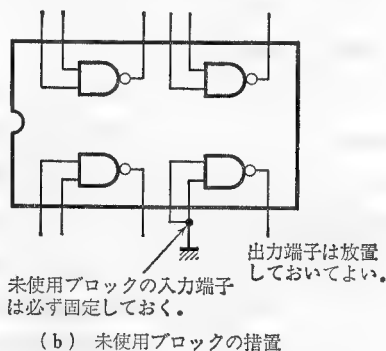 出力端子は放置
しておいてよい。
未使用ブロックの入力端子
は必ず固定しておく。
(b) 未使用ブロックの措置